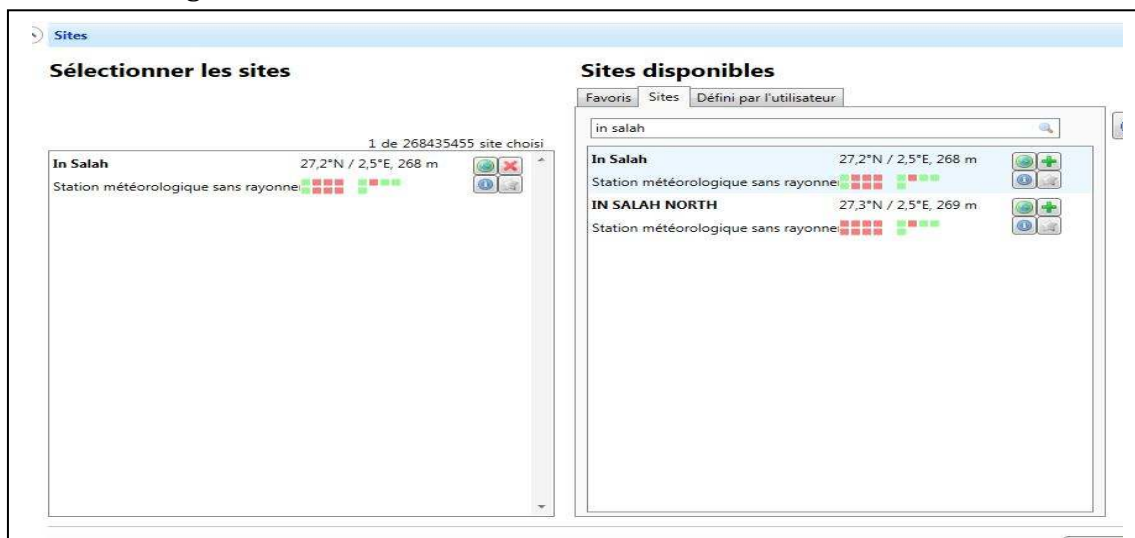 Sites
Sélectionner les sites
1 de 268435455 site choisi
In Salah 27,2°N / 2,5°E, 268 m
Station météorologique sans rayonne
Sites disponibles
Favoris Sites Défini par l'utilisateur
in salah
In Salah 27,2°N / 2,5°E, 268 m
Station météorologique sans rayonne
IN SALAH NORTH 27,3°N / 2,5°E, 269 m
Station météorologique sans rayonne